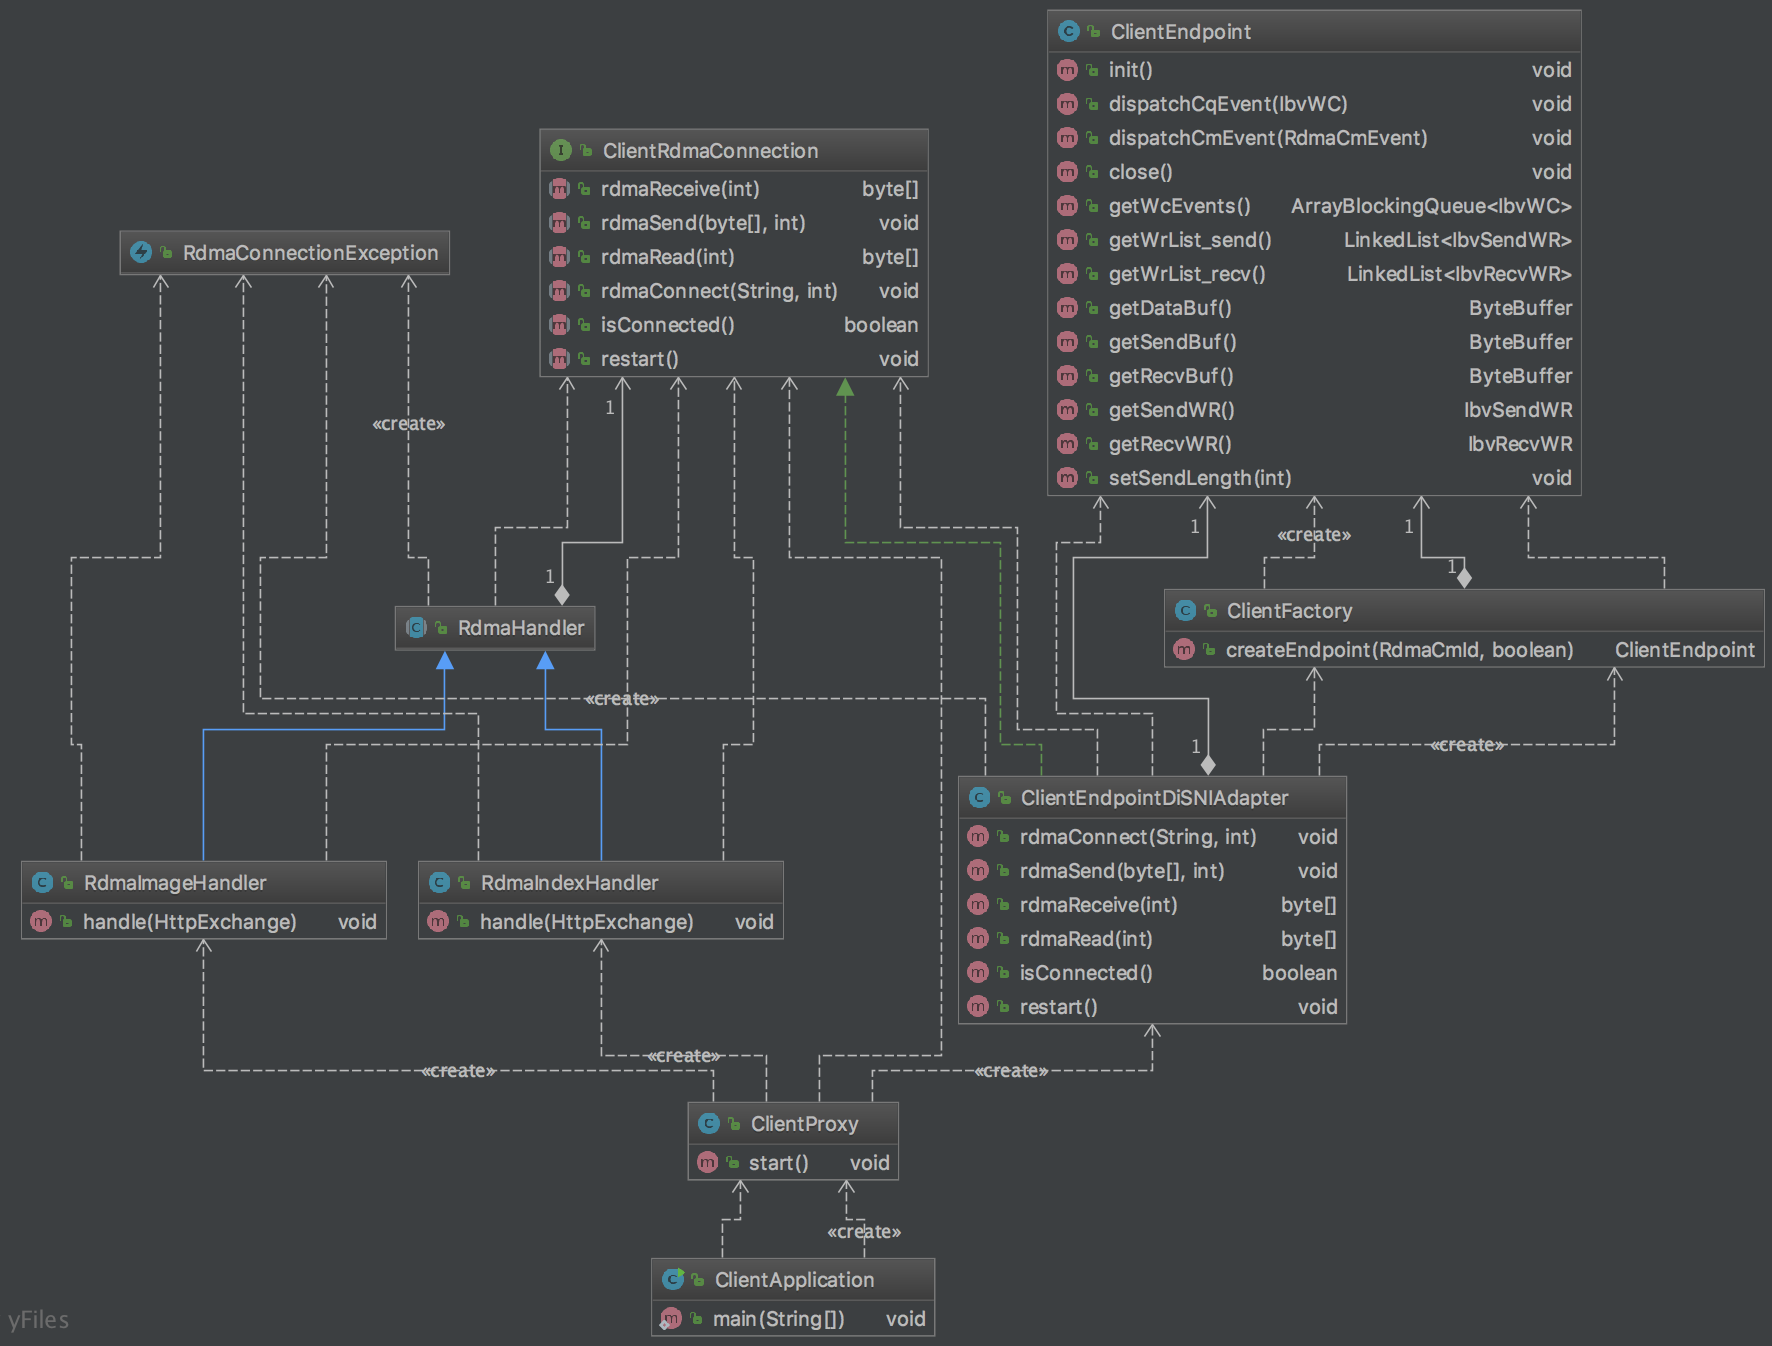 ClientEndpoint
init() void
dispatchCqEvent(IbvWC) void
dispatchCmEvent(RdmaCmEvent) void
close() void
getWcEvents() ArrayBlockingQueue<IbvWC>
getWrList_send() LinkedList<IbvSendWR>
getWrList_recv() LinkedList<IbvRecvWR>
getDataBuf() ByteBuffer
getSendBuf() ByteBuffer
getRecvBuf() ByteBuffer
getSendWR() IbvSendWR
getRecvWR() IbvRecvWR
setSendLength(int) void
ClientRdmaConnection
rdmaReceive(int) byte[]
rdmaSend(byte[], int) void
rdmaRead(int) byte[]
rdmaConnect(String, int) void
isConnected() boolean
restart() void
RdmaConnectionException
«create»
1
1
1
«create»
1
1
RdmaHandler
ClientFactory
createEndpoint(RdmaCmId, boolean) ClientEndpoint
«create»
1
«create»
ClientEndpointDiSNIAdapter
rdmaConnect(String, int) void
rdmaSend(byte[], int) void
rdmaReceive(int) byte[]
rdmaRead(int) byte[]
isConnected() boolean
restart() void
RdmaImageHandler
handle(HttpExchange) void
RdmaIndexHandler
handle(HttpExchange) void
«create»
«create»
«create»
ClientProxy
start() void
«create»
ClientApplication
main(String[]) void
yFiles